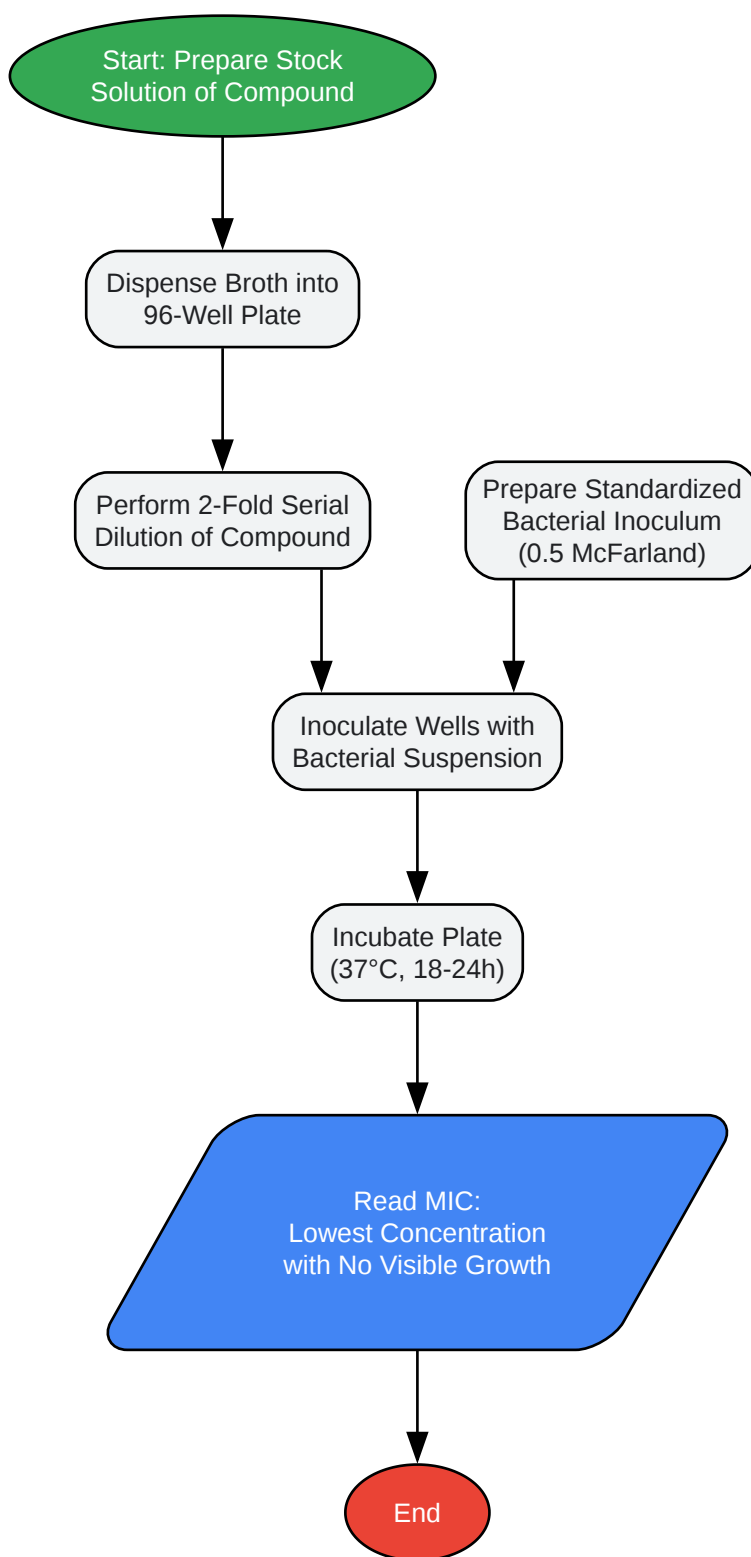 Start: Prepare Stock
Solution of Compound
Dispense Broth into
96-Well Plate
Perform 2-Fold Serial
Dilution of Compound
Prepare Standardized
Bacterial Inoculum
(0.5 McFarland)
Inoculate Wells with
Bacterial Suspension
Incubate Plate
(37°C, 18-24h)
Read MIC:
Lowest Concentration
with No Visible Growth
End